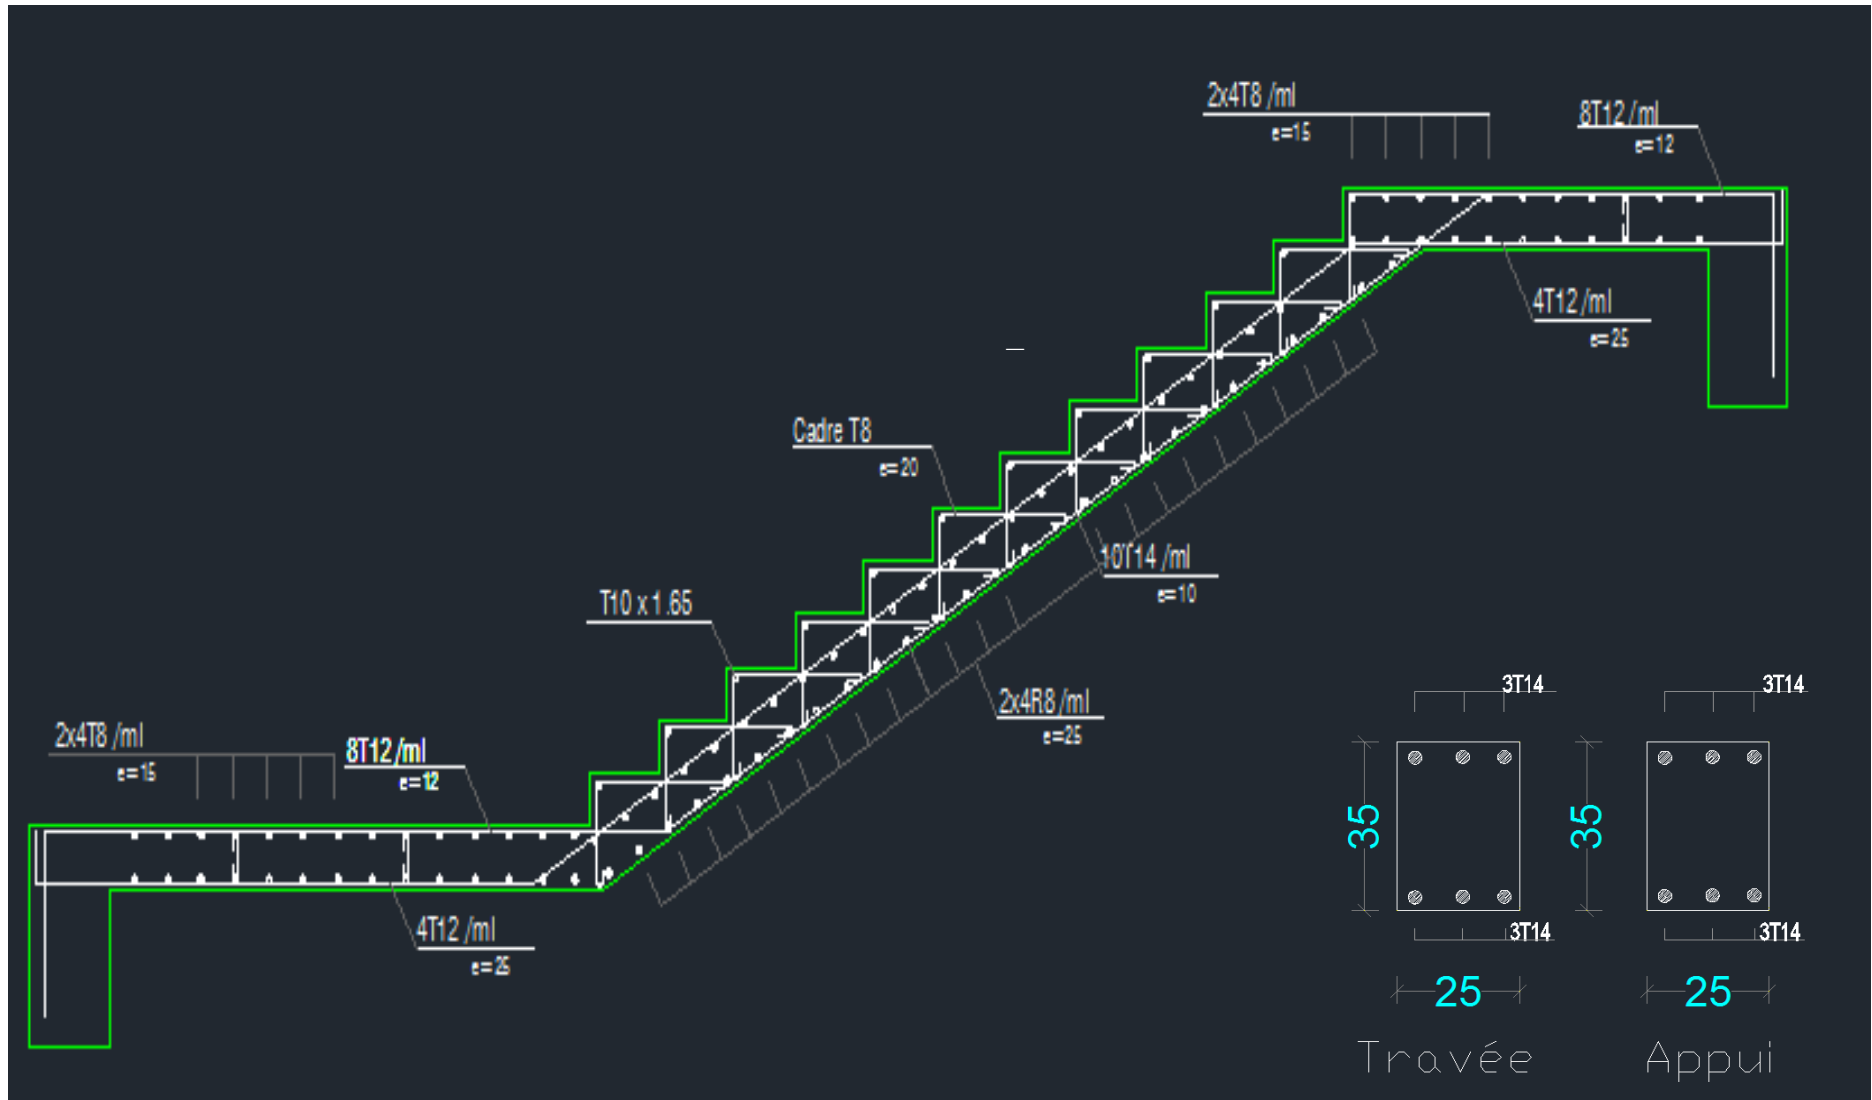 2x4T8 /ml
e=15
8T12 /ml
e=12
4T12 /ml
e=25
Cadre T8
e=20
10T14 /ml
e=10
T10 x 1.65
2x4R8 /ml
e=25
2x4T8 /ml
e=15
8T12 /ml
e=12
4T12 /ml
e=25
3T14
3T14
35
35
3T14
3T14
25
25
Travée
Appui